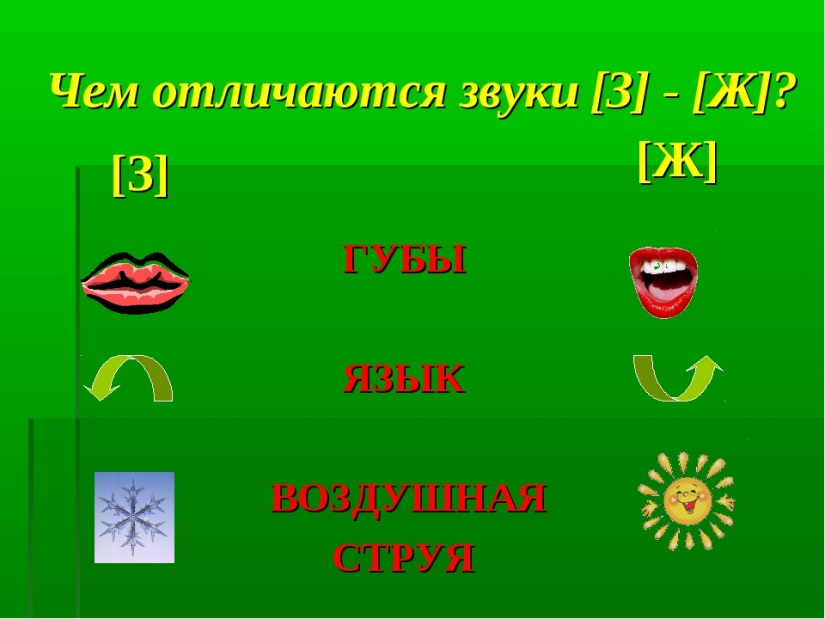 Чем отличаются звуки [З] - [Ж]?
[З]
[Ж]
ГУБЫ
ЯЗЫК
ВОЗДУШНАЯ
СТРУЯ